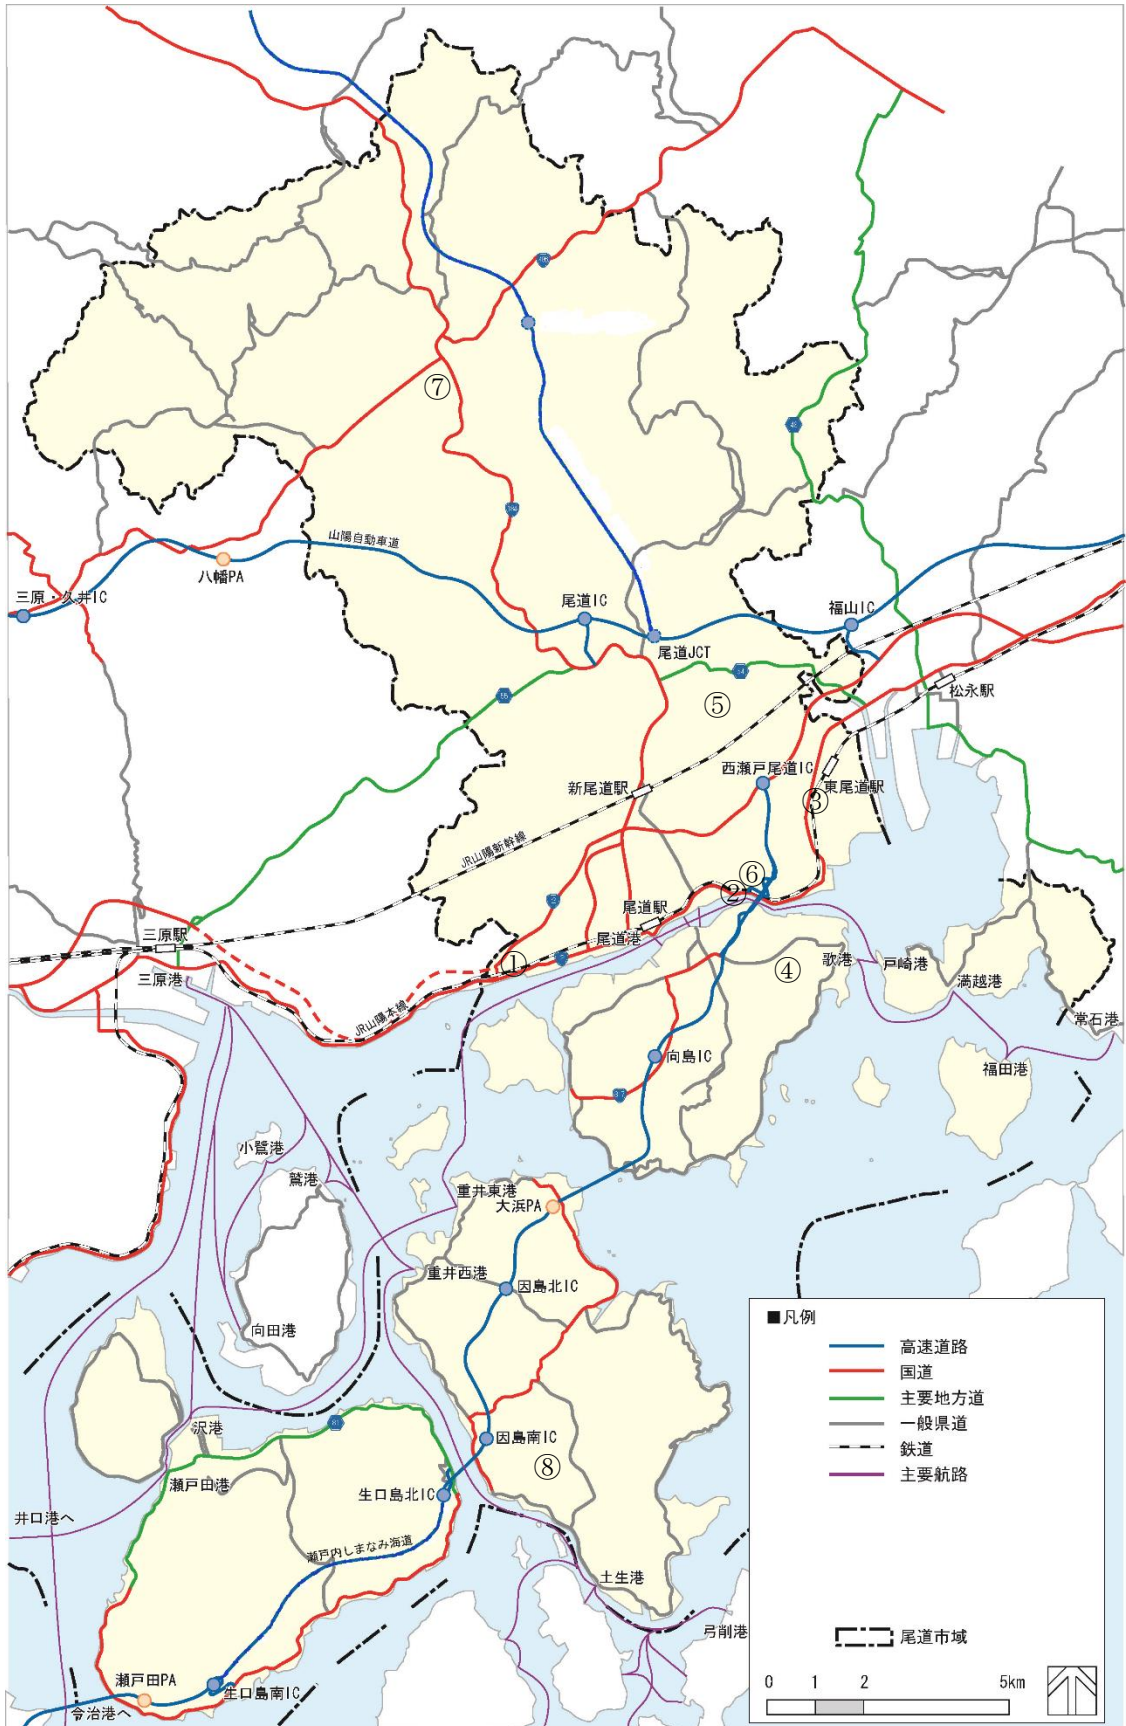 ⑦
山陽自動車道
八幡PA
三原・久井IC
尾道IC
福山IC
尾道JCT
松永駅
⑤
西瀬戸尾道IC
東尾道駅
新尾道駅
③
JR山陽新幹線
⑥
②
尾道駅
三原駅
尾道港
①
歌港
戸崎港
④
三原港
満越港
JR山陽本線
常石港
向島IC
福田港
小鷺港
鷺港
重井東港
大浜PA
重井西港
因島北IC
向田港
■凡例
高速道路
国道
主要地方道
一般県道
鉄道
主要航路
沢港
因島南IC
⑧
瀬戸田港
生口島北IC
井口港へ
瀬戸内しまなみ海道
土生港
弓削港
尾道市域
瀬戸田PA
生口島南IC
今治港へ
0 1 2 5km